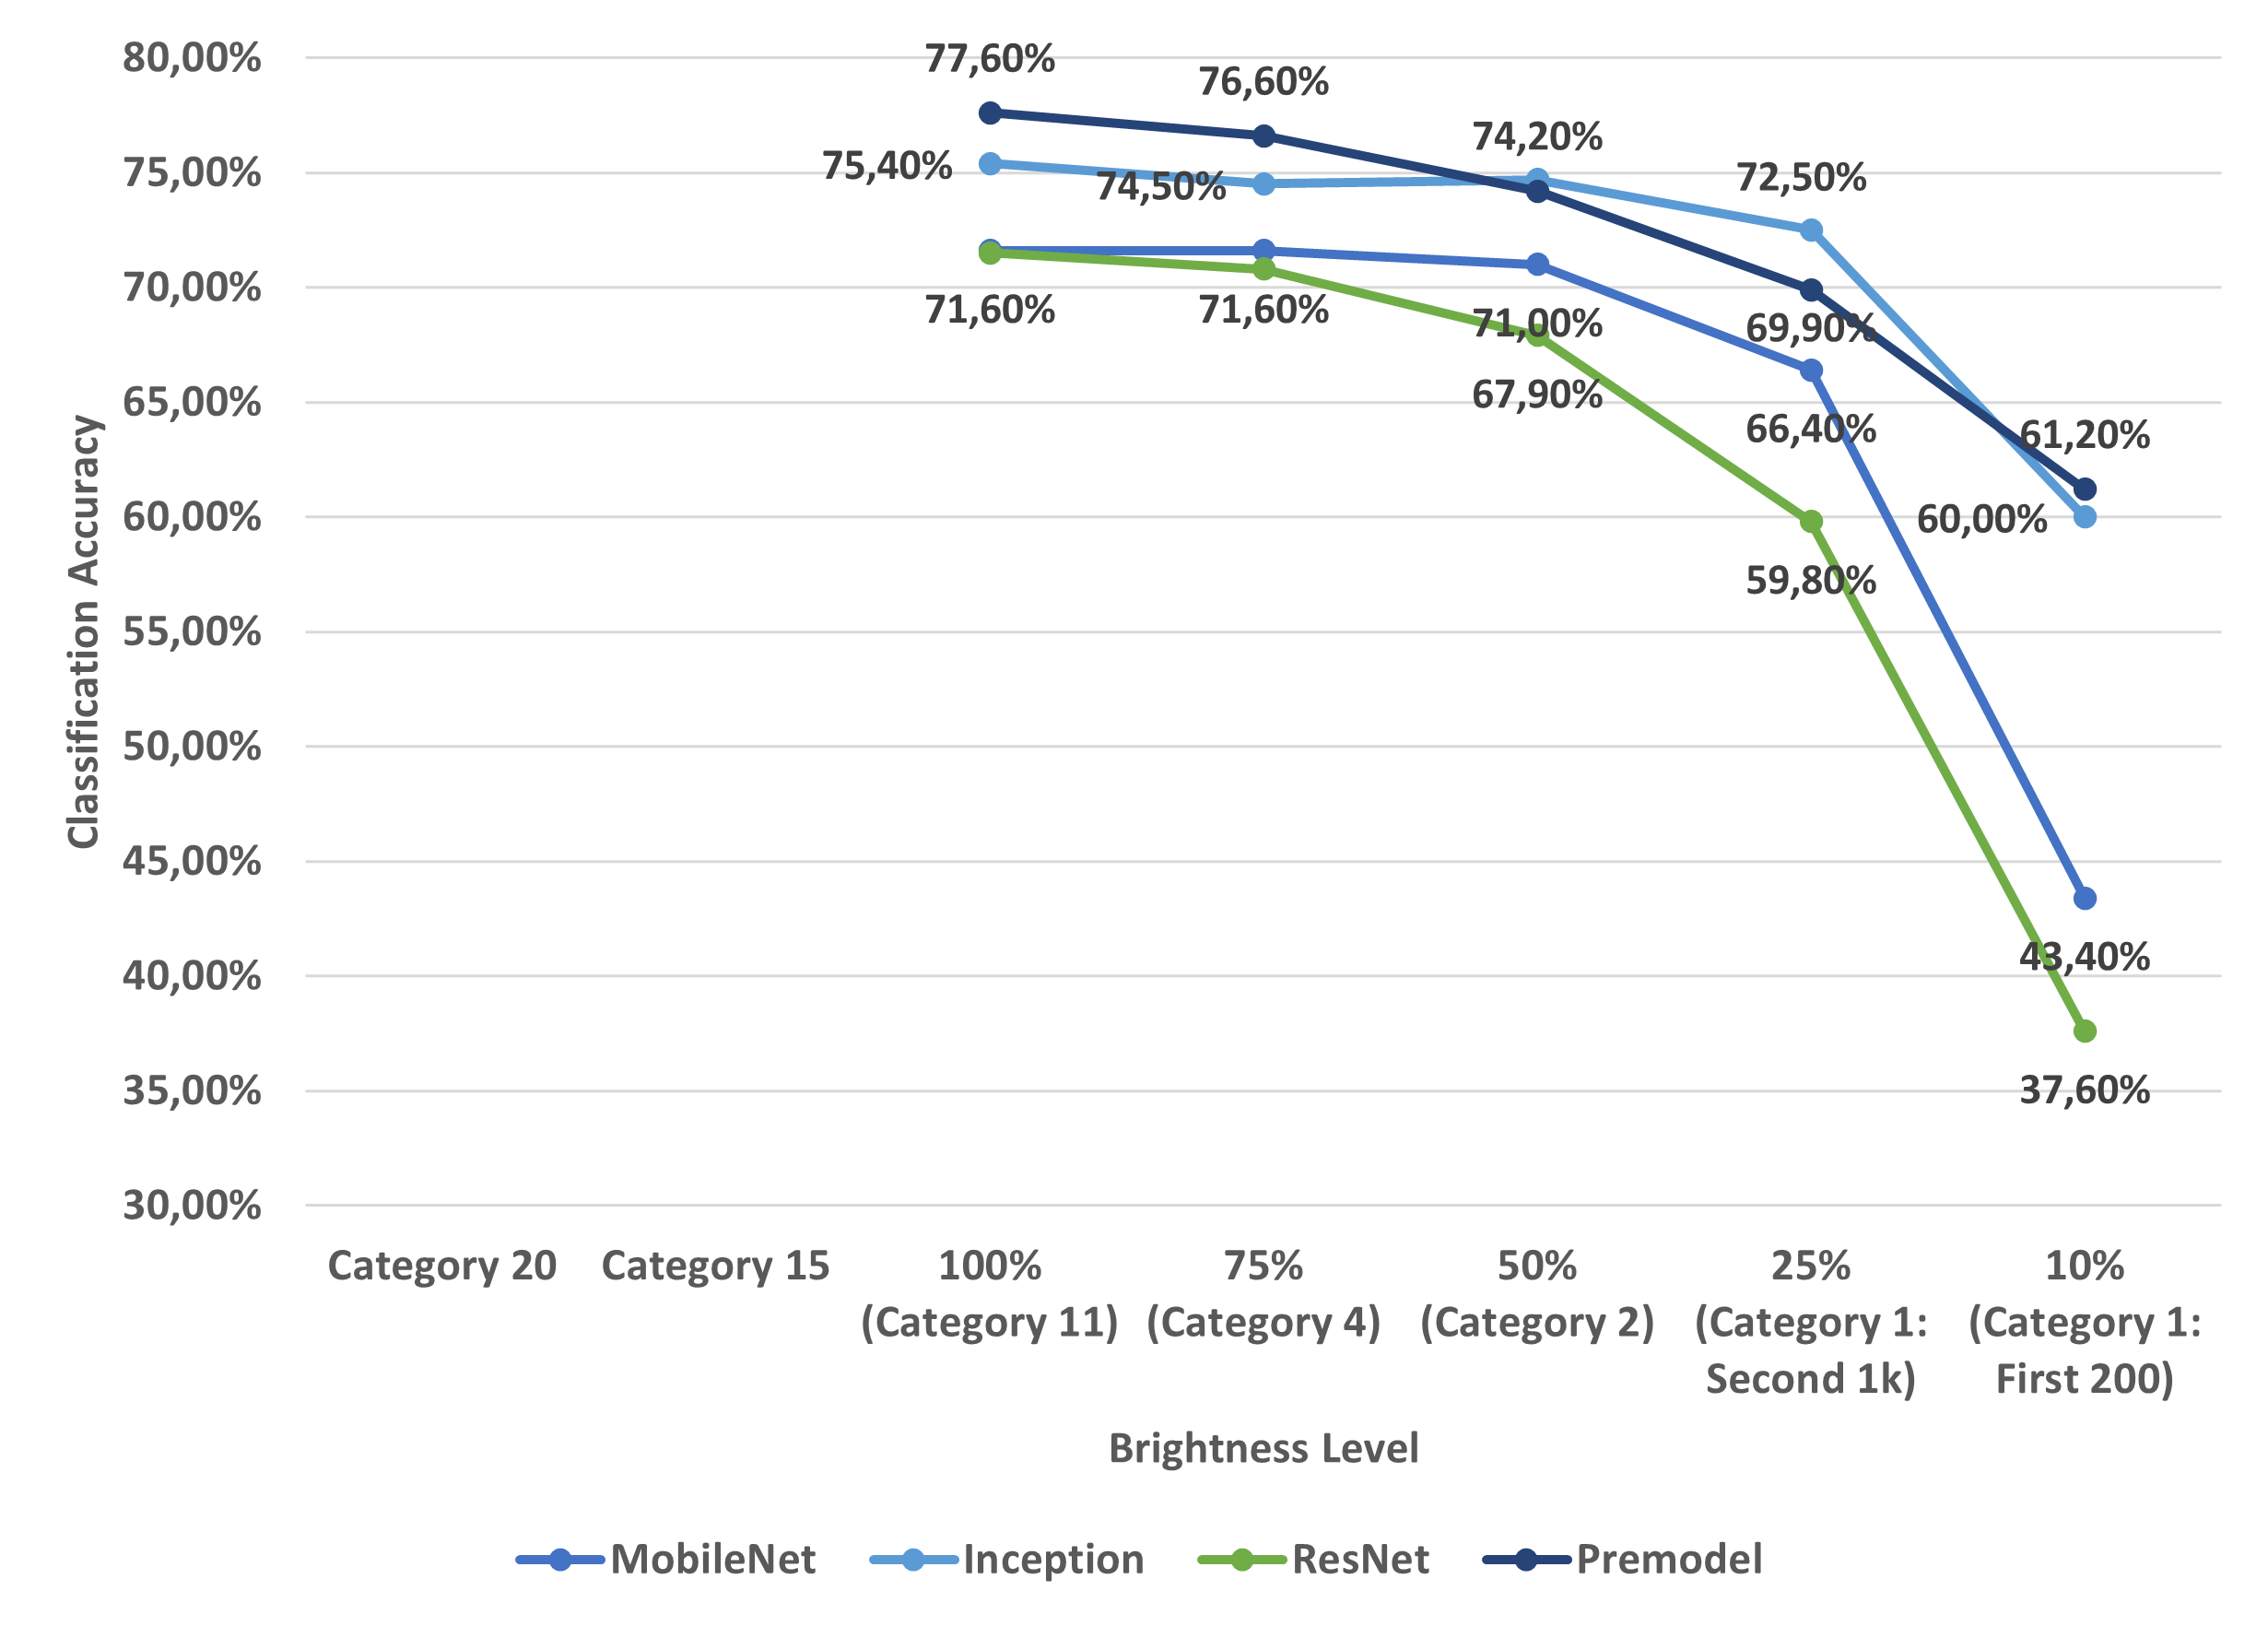 80,00%
75,00%
70,00%
65,00%
60,00%
55,00%
50,00%
45,00%
40,00%
35,00%
30,00%
Classification Accuracy
77,60%
76,60%
74,20%
72,50%
75,40%
74,50%
71,60%
71,60%
71,00%
69,90%
67,90%
66,40%
61,20%
60,00%
59,80%
43,40%
37,60%
Category 20
Category 15
100%
(Category 11)
75%
(Category 4)
50%
(Category 2)
25%
(Category 1:
Second 1k)
10%
(Category 1:
First 200)
Brightness Level
MobileNet
Inception
ResNet
Premodel